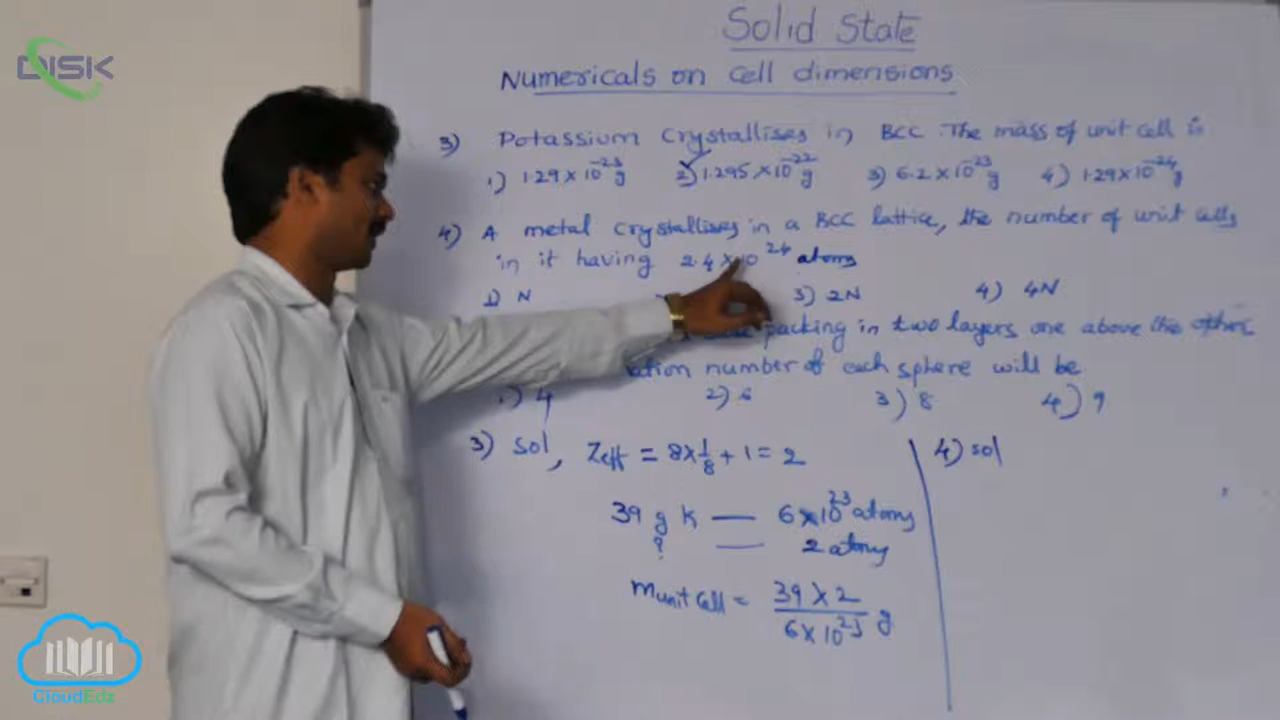 DISK
Solid State
Numericals on cell dimensions
3) Potassium crystallises in BCC The mass of unit cell is
1) 1.29 × 10⁻²³ g 2) 1.295 × 10⁻²² g 3) 6.2 × 10⁻²³ g 4) 1.29 × 10⁻²⁴ g
4) A metal crystallises in a BCC lattice, the number of unit cells
in it having 2.4 × 10²⁴ atoms
1) N 3) 2N 4) 4N
packing in two layers one above the other
ation number of each sphere will be
1) 4 2) 6 3) 8 4) 9
3) sol, Zeff = 8 × 1/8 + 1 = 2
4) sol
39 g K — 6 × 10²³ atoms
? — 2 atoms
m unit cell = 39 × 2 / 6 × 10²³ g
CloudEdz